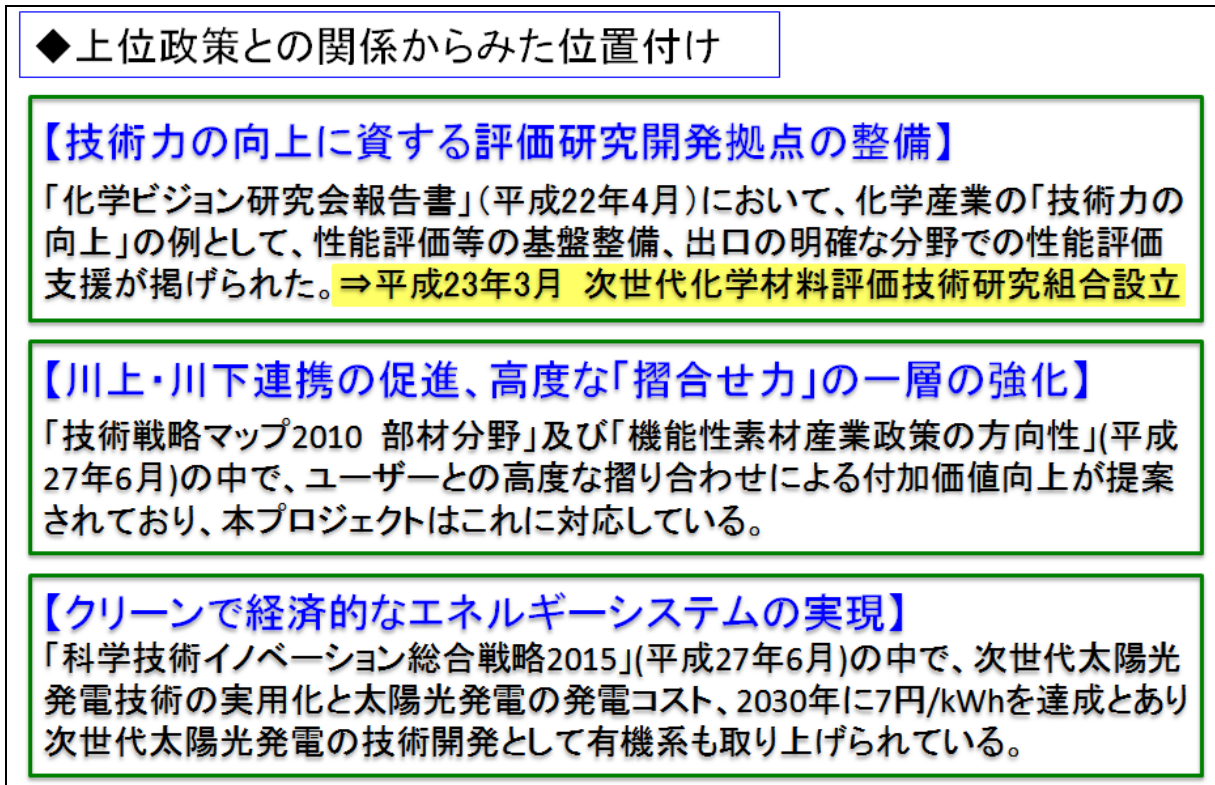 ◆上位政策との関係からみた位置付け
【技術力の向上に資する評価研究開発拠点の整備】
「化学ビジョン研究会報告書」(平成22年4月)において、化学産業の「技術力の
向上」の例として、性能評価等の基盤整備、出口の明確な分野での性能評価
支援が掲げられた。⇒平成23年3月 次世代化学材料評価技術研究組合設立
【川上・川下連携の促進、高度な「摺合せ力」の一層の強化】
「技術戦略マップ2010 部材分野」及び「機能性素材産業政策の方向性」(平成
27年6月)の中で、ユーザーとの高度な摺り合わせによる付加価値向上が提案
されており、本プロジェクトはこれに対応している。
【クリーンで経済的なエネルギーシステムの実現】
「科学技術イノベーション総合戦略2015」(平成27年6月)の中で、次世代太陽光
発電技術の実用化と太陽光発電の発電コスト、2030年に7円/kWhを達成とあり
次世代太陽光発電の技術開発として有機系も取り上げられている。